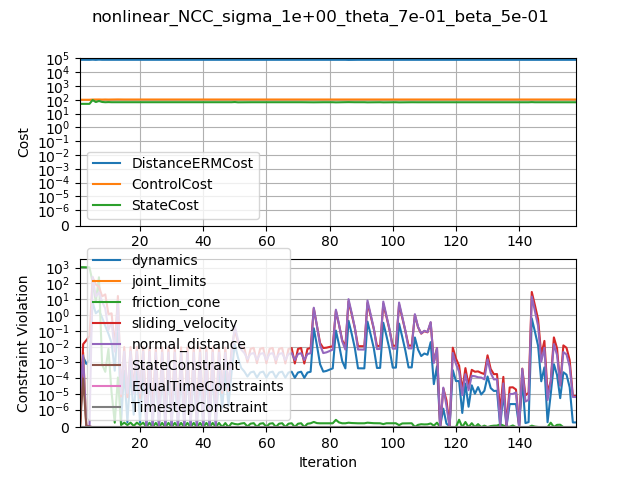 nonlinear_NCC_sigma_1e+00_theta_7e-01_beta_5e-01
Cost
10^5
10^4
10^3
10^2
10^1
10^0
10^-1
10^-2
10^-3
10^-4
10^-5
10^-6
0
DistanceERMCost
ControlCost
StateCost
20 40 60 80 100 120 140
Constraint Violation
10^3
10^2
10^1
10^0
10^-1
10^-2
10^-3
10^-4
10^-5
10^-6
0
dynamics
joint_limits
friction_cone
sliding_velocity
normal_distance
StateConstraint
EqualTimeConstraints
TimestepConstraint
20 40 60 80 100 120 140
Iteration